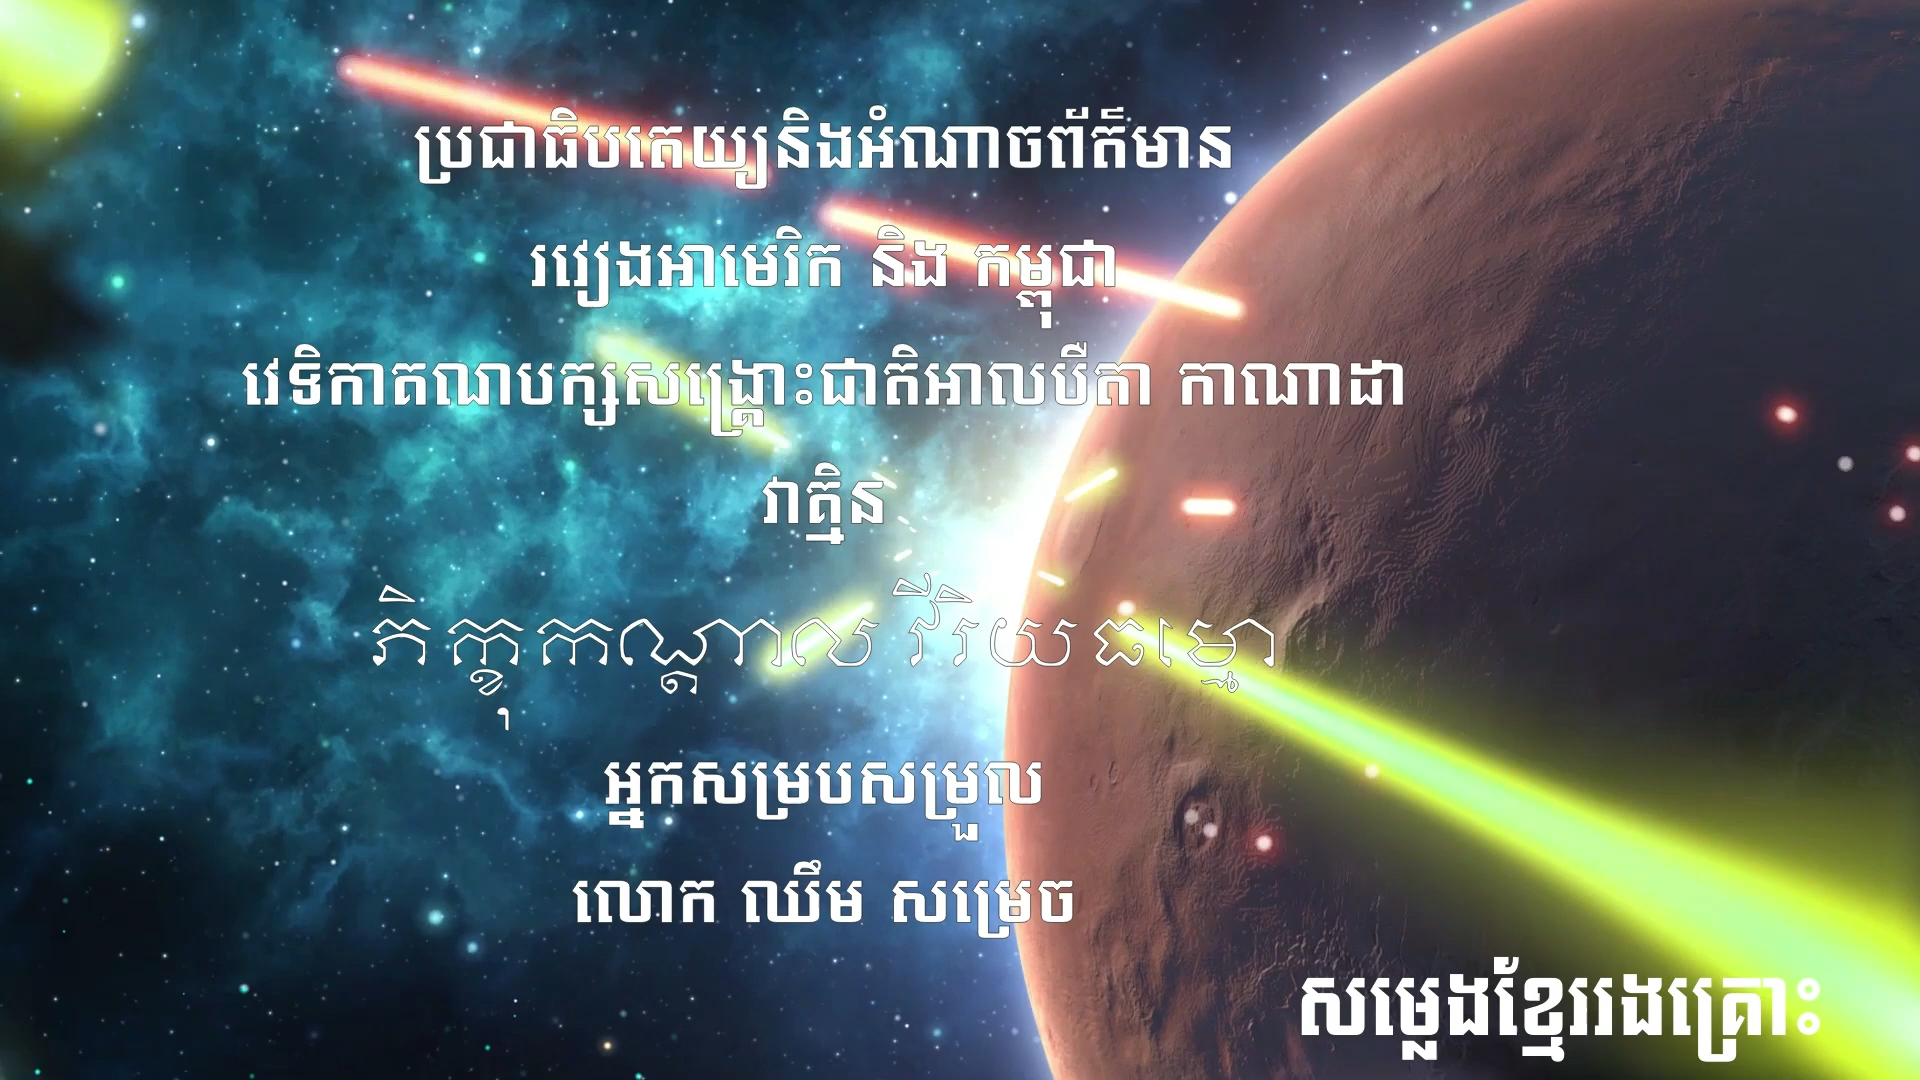 ប្រជាធិបតេយ្យនិងអំណាចព័ត៌មាន
រវ្យេងអាមេរិក និង កម្ពុជា
វេទិកាគណបក្សសង្គ្រោះជាតិអាលបឺតា កាណាដា
វាគ្មិន
ភិក្ខុកណ្តាល វីរិយធម្មោ
អ្នកសម្របសម្រួល
លោក ឈឹម សម្រេច
សម្លេងខ្មែររងគ្រោះ